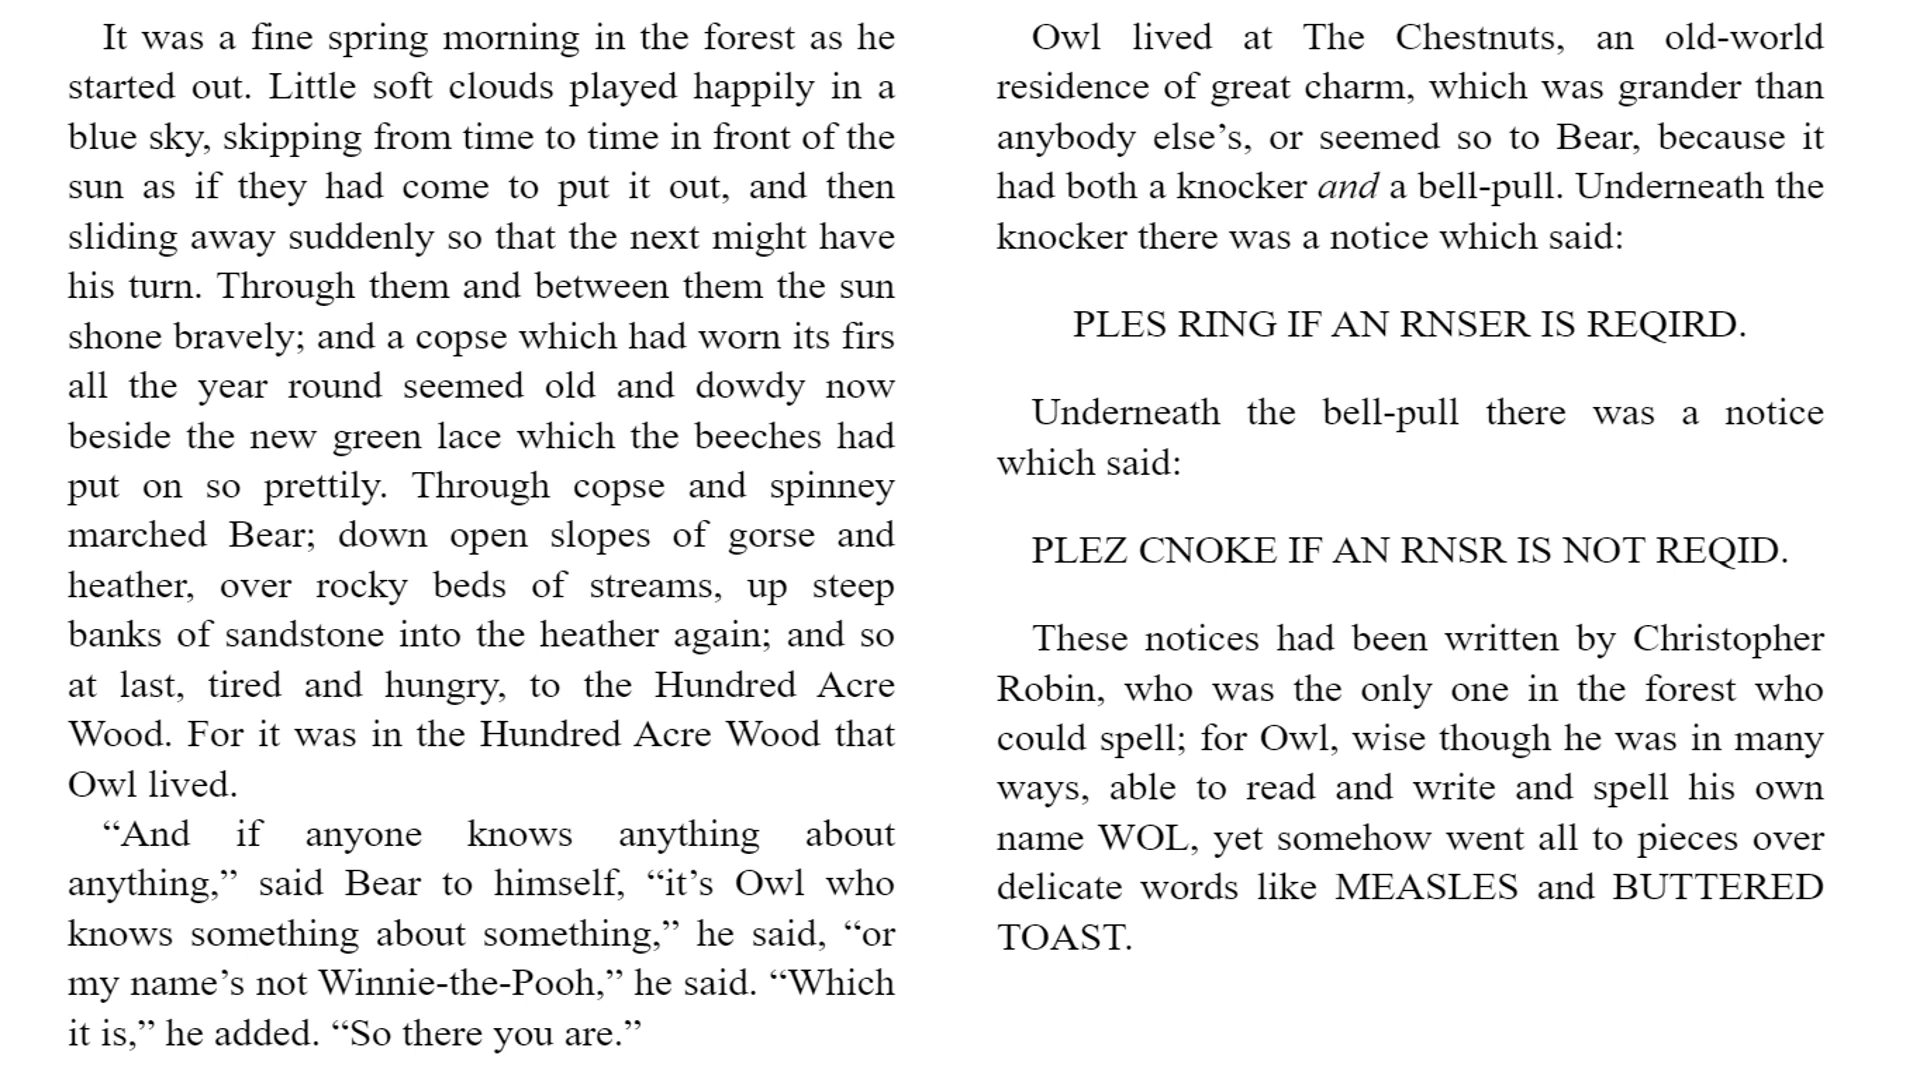 It was a fine spring morning in the forest as he
started out. Little soft clouds played happily in a
blue sky, skipping from time to time in front of the
sun as if they had come to put it out, and then
sliding away suddenly so that the next might have
his turn. Through them and between them the sun
shone bravely; and a copse which had worn its firs
all the year round seemed old and dowdy now
beside the new green lace which the beeches had
put on so prettily. Through copse and spinney
marched Bear; down open slopes of gorse and
heather, over rocky beds of streams, up steep
banks of sandstone into the heather again; and so
at last, tired and hungry, to the Hundred Acre
Wood. For it was in the Hundred Acre Wood that
Owl lived.
“And if anyone knows anything about
anything,” said Bear to himself, “it’s Owl who
knows something about something,” he said, “or
my name’s not Winnie-the-Pooh,” he said. “Which
it is,” he added. “So there you are.”
Owl lived at The Chestnuts, an old-world
residence of great charm, which was grander than
anybody else’s, or seemed so to Bear, because it
had both a knocker and a bell-pull. Underneath the
knocker there was a notice which said:
PLES RING IF AN RNSER IS REQIRD.
Underneath the bell-pull there was a notice
which said:
PLEZ CNOKE IF AN RNSR IS NOT REQID.
These notices had been written by Christopher
Robin, who was the only one in the forest who
could spell; for Owl, wise though he was in many
ways, able to read and write and spell his own
name WOL, yet somehow went all to pieces over
delicate words like MEASLES and BUTTERED
TOAST.